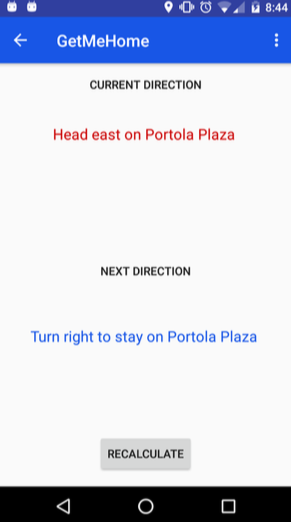 8:44
GetMeHome
CURRENT DIRECTION
Head east on Portola Plaza
NEXT DIRECTION
Turn right to stay on Portola Plaza
RECALCULATE